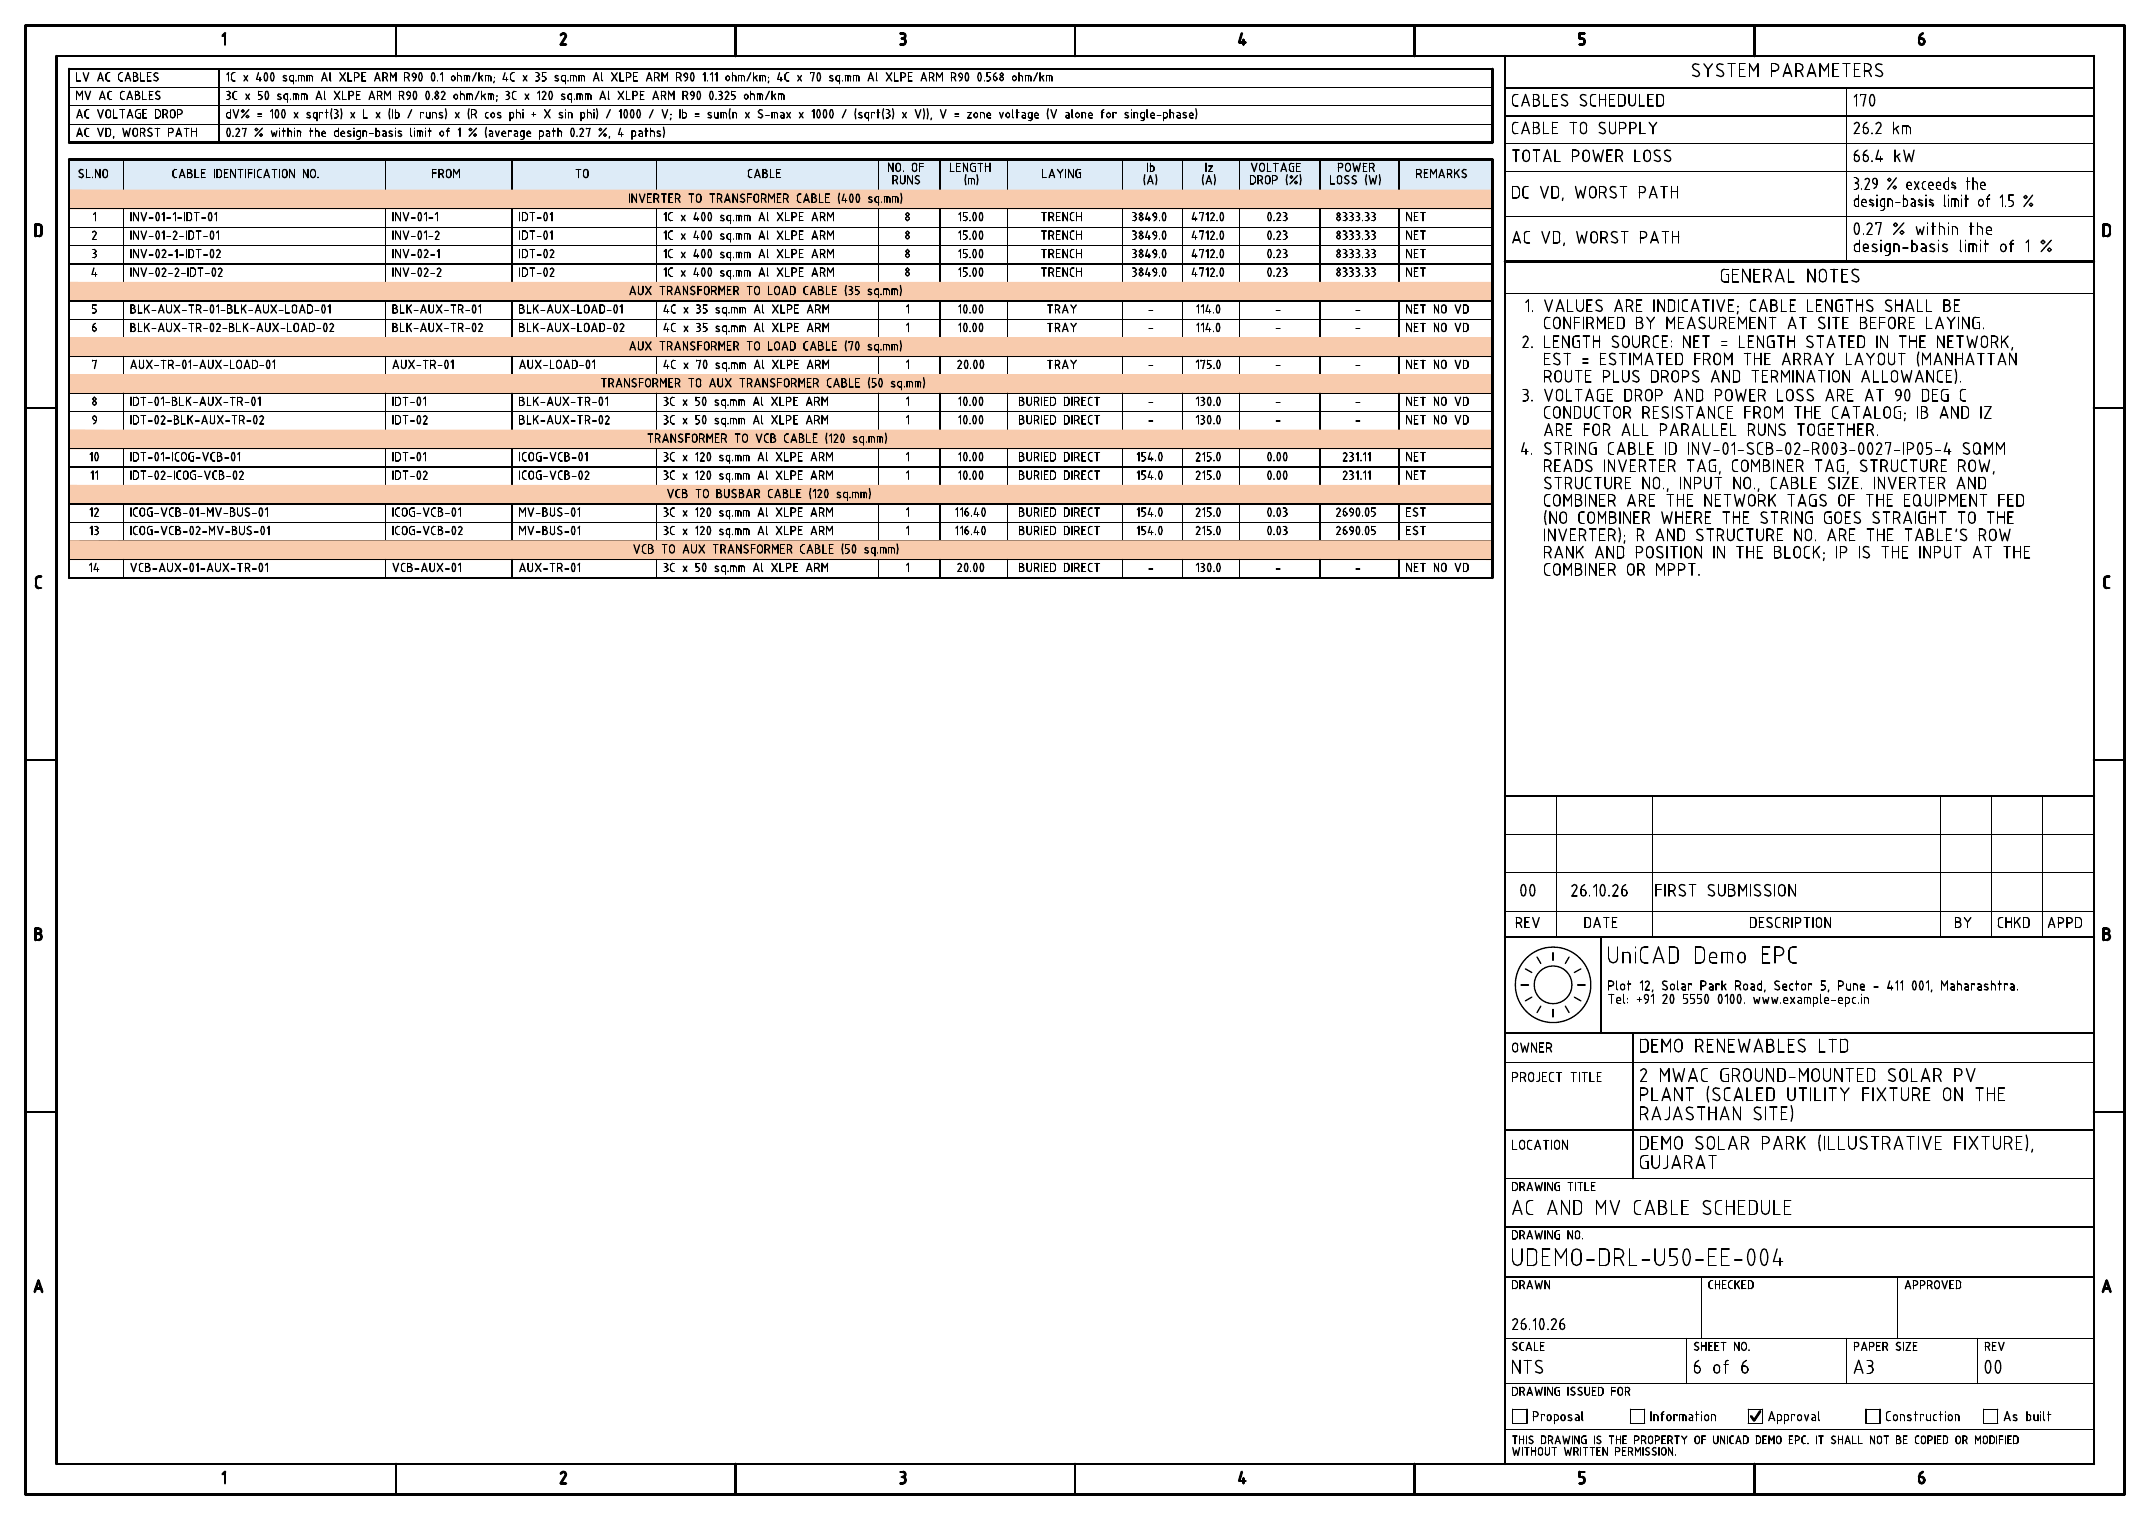 1 2 3 4 5 6
LV AC CABLES 1C x 400 sq.mm Al XLPE ARM R90 0.1 ohm/km; 4C x 35 sq.mm Al XLPE ARM R90 1.11 ohm/km; 4C x 70 sq.mm Al XLPE ARM R90 0.568 ohm/km
MV AC CABLES 3C x 50 sq.mm Al XLPE ARM R90 0.82 ohm/km; 3C x 120 sq.mm Al XLPE ARM R90 0.325 ohm/km
AC VOLTAGE DROP dV% = 100 x sqrt(3) x L x (Ib / runs) x (R cos phi + X sin phi) / 1000 / V; Ib = sum(n x S-max x 1000 / (sqrt(3) x V)), V = zone voltage (V alone for single-phase)
AC VD, WORST PATH 0.27 % within the design-basis limit of 1 % (average path 0.27 %, 4 paths)
SL.NO CABLE IDENTIFICATION NO. FROM TO CABLE NO. OF RUNS LENGTH (m) LAYING Ib (A) Iz (A) VOLTAGE DROP (%) POWER LOSS (W) REMARKS
INVERTER TO TRANSFORMER CABLE (400 sq.mm)
1 INV-01-1-IDT-01 INV-01-1 IDT-01 1C x 400 sq.mm Al XLPE ARM 8 15.00 TRENCH 3849.0 4712.0 0.23 8333.33 NET
2 INV-01-2-IDT-01 INV-01-2 IDT-01 1C x 400 sq.mm Al XLPE ARM 8 15.00 TRENCH 3849.0 4712.0 0.23 8333.33 NET
3 INV-02-1-IDT-02 INV-02-1 IDT-02 1C x 400 sq.mm Al XLPE ARM 8 15.00 TRENCH 3849.0 4712.0 0.23 8333.33 NET
4 INV-02-2-IDT-02 INV-02-2 IDT-02 1C x 400 sq.mm Al XLPE ARM 8 15.00 TRENCH 3849.0 4712.0 0.23 8333.33 NET
AUX TRANSFORMER TO LOAD CABLE (35 sq.mm)
5 BLK-AUX-TR-01-BLK-AUX-LOAD-01 BLK-AUX-TR-01 BLK-AUX-LOAD-01 4C x 35 sq.mm Al XLPE ARM 1 10.00 TRAY - 114.0 - - NET NO VD
6 BLK-AUX-TR-02-BLK-AUX-LOAD-02 BLK-AUX-TR-02 BLK-AUX-LOAD-02 4C x 35 sq.mm Al XLPE ARM 1 10.00 TRAY - 114.0 - - NET NO VD
AUX TRANSFORMER TO LOAD CABLE (70 sq.mm)
7 AUX-TR-01-AUX-LOAD-01 AUX-TR-01 AUX-LOAD-01 4C x 70 sq.mm Al XLPE ARM 1 20.00 TRAY - 175.0 - - NET NO VD
TRANSFORMER TO AUX TRANSFORMER CABLE (50 sq.mm)
8 IDT-01-BLK-AUX-TR-01 IDT-01 BLK-AUX-TR-01 3C x 50 sq.mm Al XLPE ARM 1 10.00 BURIED DIRECT - 130.0 - - NET NO VD
9 IDT-02-BLK-AUX-TR-02 IDT-02 BLK-AUX-TR-02 3C x 50 sq.mm Al XLPE ARM 1 10.00 BURIED DIRECT - 130.0 - - NET NO VD
TRANSFORMER TO VCB CABLE (120 sq.mm)
10 IDT-01-ICOG-VCB-01 IDT-01 ICOG-VCB-01 3C x 120 sq.mm Al XLPE ARM 1 10.00 BURIED DIRECT 154.0 215.0 0.00 231.11 NET
11 IDT-02-ICOG-VCB-02 IDT-02 ICOG-VCB-02 3C x 120 sq.mm Al XLPE ARM 1 10.00 BURIED DIRECT 154.0 215.0 0.00 231.11 NET
VCB TO BUSBAR CABLE (120 sq.mm)
12 ICOG-VCB-01-MV-BUS-01 ICOG-VCB-01 MV-BUS-01 3C x 120 sq.mm Al XLPE ARM 1 116.40 BURIED DIRECT 154.0 215.0 0.03 2690.05 EST
13 ICOG-VCB-02-MV-BUS-01 ICOG-VCB-02 MV-BUS-01 3C x 120 sq.mm Al XLPE ARM 1 116.40 BURIED DIRECT 154.0 215.0 0.03 2690.05 EST
VCB TO AUX TRANSFORMER CABLE (50 sq.mm)
14 VCB-AUX-01-AUX-TR-01 VCB-AUX-01 AUX-TR-01 3C x 50 sq.mm Al XLPE ARM 1 20.00 BURIED DIRECT - 130.0 - - NET NO VD
SYSTEM PARAMETERS
CABLES SCHEDULED 170
CABLE TO SUPPLY 26.2 km
TOTAL POWER LOSS 66.4 kW
DC VD, WORST PATH 3.29 % exceeds the
design-basis limit of 1.5 %
AC VD, WORST PATH 0.27 % within the
design-basis limit of 1 %
GENERAL NOTES
1. VALUES ARE INDICATIVE; CABLE LENGTHS SHALL BE
CONFIRMED BY MEASUREMENT AT SITE BEFORE LAYING.
2. LENGTH SOURCE: NET = LENGTH STATED IN THE NETWORK,
EST = ESTIMATED FROM THE ARRAY LAYOUT (MANHATTAN
ROUTE PLUS DROPS AND TERMINATION ALLOWANCE).
3. VOLTAGE DROP AND POWER LOSS ARE AT 90 DEG C
CONDUCTOR RESISTANCE FROM THE CATALOG; IB AND IZ
ARE FOR ALL PARALLEL RUNS TOGETHER.
4. STRING CABLE ID INV-01-SCB-02-R003-0027-IP05-4 SQMM
READS INVERTER TAG, COMBINER TAG, STRUCTURE ROW,
STRUCTURE NO., INPUT NO., CABLE SIZE. INVERTER AND
COMBINER ARE THE NETWORK TAGS OF THE EQUIPMENT FED
(NO COMBINER WHERE THE STRING GOES STRAIGHT TO THE
INVERTER); R AND STRUCTURE NO. ARE THE TABLE'S ROW
RANK AND POSITION IN THE BLOCK; IP IS THE INPUT AT THE
COMBINER OR MPPT.
00 26.10.26 FIRST SUBMISSION
REV DATE DESCRIPTION BY CHKD APPD
UniCAD Demo EPC
Plot 12, Solar Park Road, Sector 5, Pune - 411 001, Maharashtra.
Tel: +91 20 5550 0100. www.example-epc.in
OWNER DEMO RENEWABLES LTD
PROJECT TITLE 2 MWAC GROUND-MOUNTED SOLAR PV
PLANT (SCALED UTILITY FIXTURE ON THE
RAJASTHAN SITE)
LOCATION DEMO SOLAR PARK (ILLUSTRATIVE FIXTURE),
GUJARAT
DRAWING TITLE
AC AND MV CABLE SCHEDULE
DRAWING NO.
UDEMO-DRL-U50-EE-004
DRAWN CHECKED APPROVED
26.10.26
SCALE SHEET NO. PAPER SIZE REV
NTS 6 of 6 A3 00
DRAWING ISSUED FOR
Proposal Information Approval Construction As built
THIS DRAWING IS THE PROPERTY OF UNICAD DEMO EPC. IT SHALL NOT BE COPIED OR MODIFIED
WITHOUT WRITTEN PERMISSION.
D D
C C
B B
A A
1 2 3 4 5 6